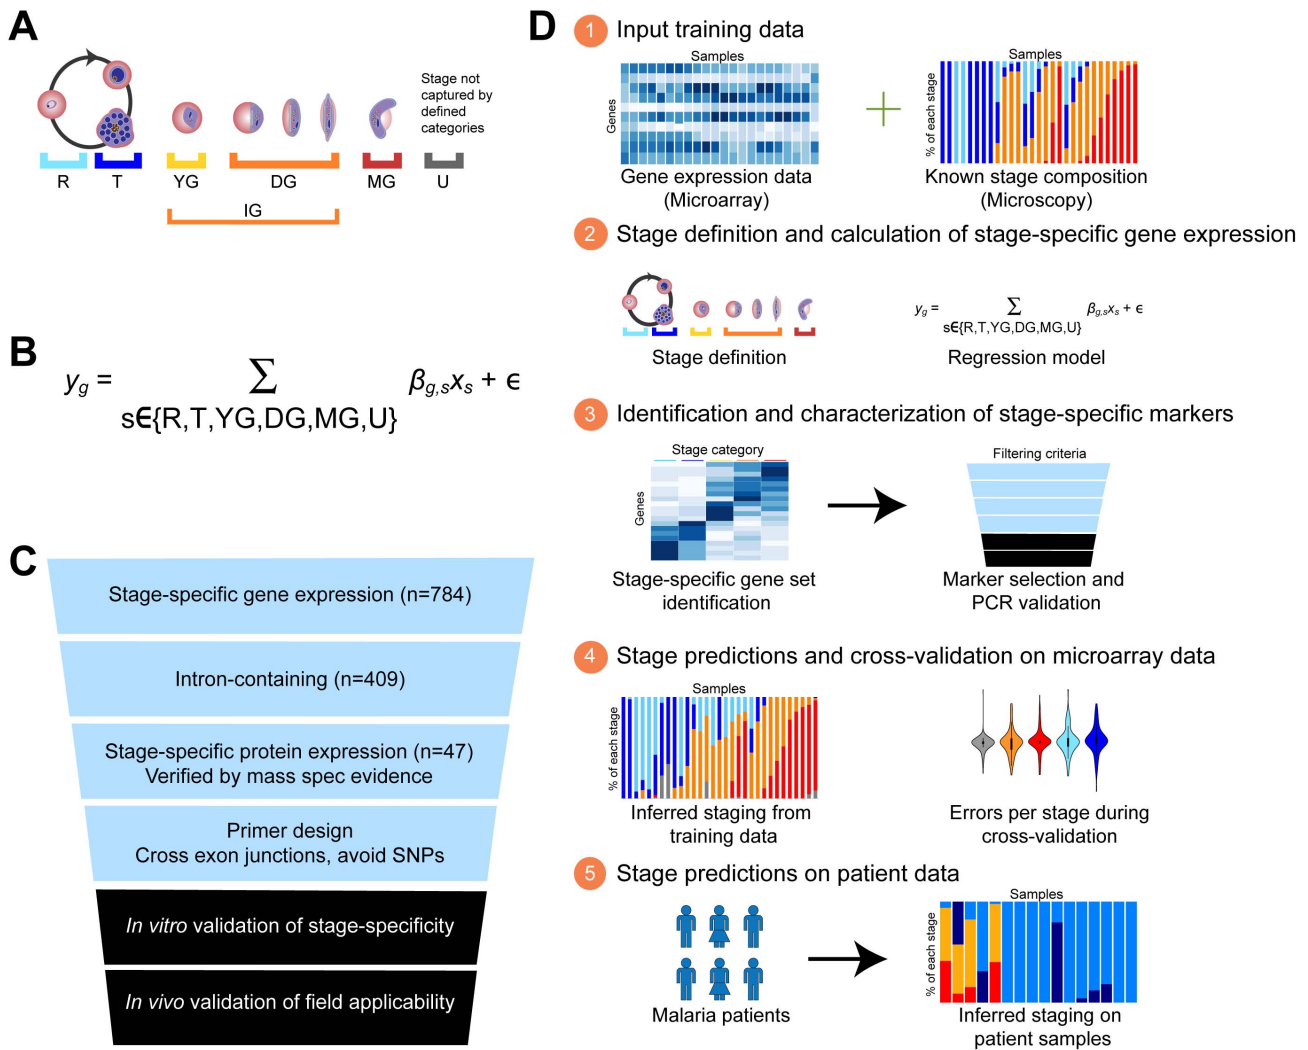 A
Stage not
captured by
defined
categories
R T YG DG MG U
IG
B
y_g = ∑ β_g,s x_s + ϵ
s∈{R,T,YG,DG,MG,U}
C
Stage-specific gene expression (n=784)
Intron-containing (n=409)
Stage-specific protein expression (n=47)
Verified by mass spec evidence
Primer design
Cross exon junctions, avoid SNPs
In vitro validation of stage-specificity
In vivo validation of field applicability
D
1 Input training data
Samples
Genes
Gene expression data
(Microarray)
+
Samples
% of each stage
Known stage composition
(Microscopy)
2 Stage definition and calculation of stage-specific gene expression
Stage definition
y_g = ∑ β_g,s x_s + ϵ
s∈{R,T,YG,DG,MG,U}
Regression model
3 Identification and characterization of stage-specific markers
Stage category
Genes
Stage-specific gene set
identification
Filtering criteria
Marker selection and
PCR validation
4 Stage predictions and cross-validation on microarray data
Samples
% of each stage
Inferred staging from
training data
Errors per stage during
cross-validation
5 Stage predictions on patient data
Malaria patients
Samples
% of each stage
Inferred staging on
patient samples